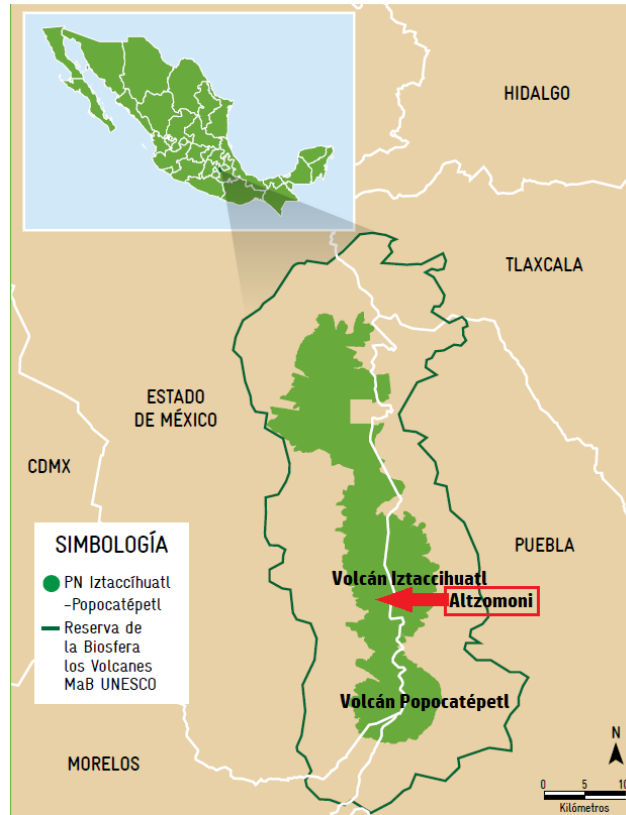 HIDALGO
TLAXCALA
ESTADO
DE MÉXICO
CDMX
PUEBLA
SIMBOLOGÍA
PN Iztaccíhuatl
-Popocatépetl
Reserva de
la Biosfera
los Volcanes
MaB UNESCO
Volcán Iztaccihuatl
Altzomoni
Volcán Popocatépetl
MORELOS
N
0 5 10
Kilómetros